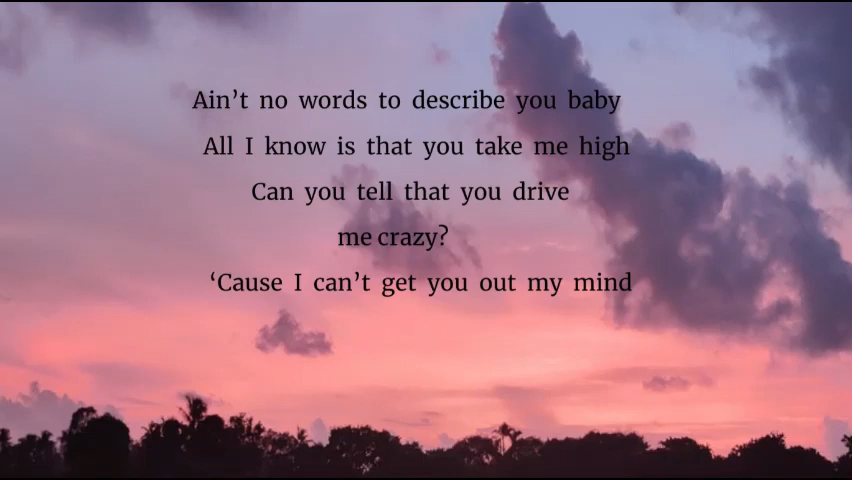 Ain’t no words to describe you baby
All I know is that you take me high
Can you tell that you drive
me crazy?
‘Cause I can’t get you out my mind